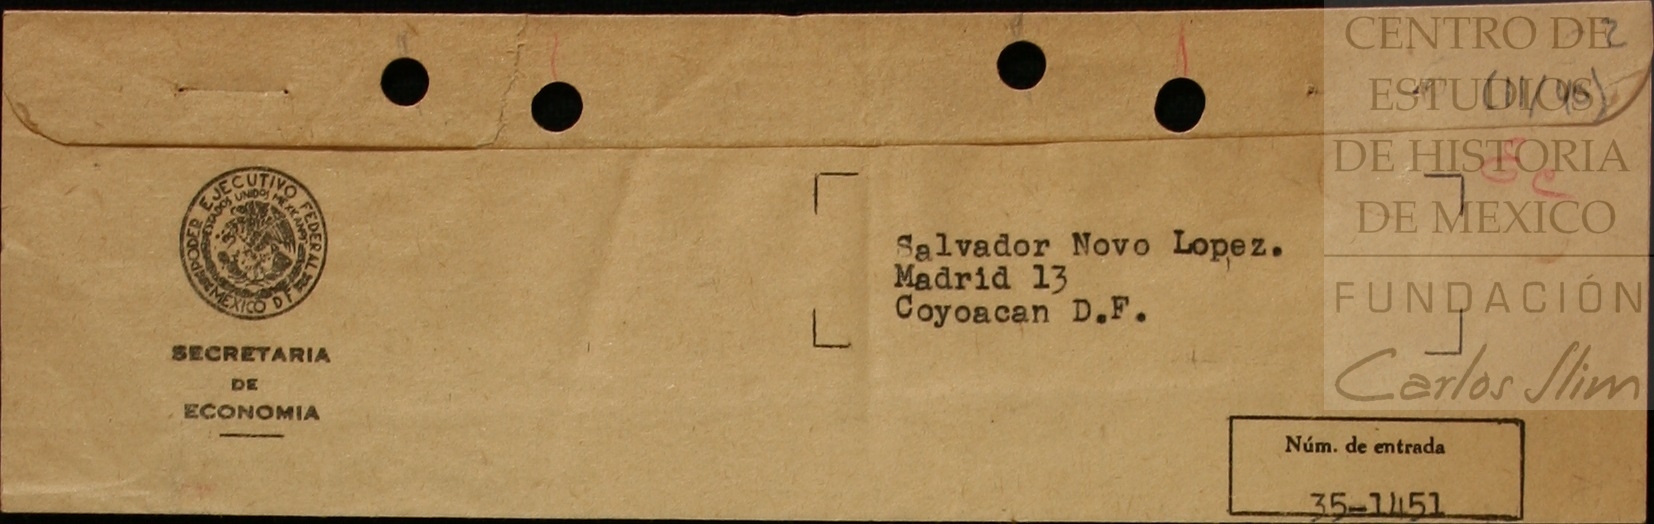 CENTRO DE
ESTUDIOS
DE HISTORIA
DE MEXICO
FUNDACIÓN
Carlos Slim
2
PODER EJECUTIVO FEDERAL
ESTADOS UNIDOS MEXICANOS
MEXICO D F
SECRETARIA
DE
ECONOMIA
Salvador Novo Lopez.
Madrid 13
Coyoacan D.F.
Núm. de entrada
35-1451